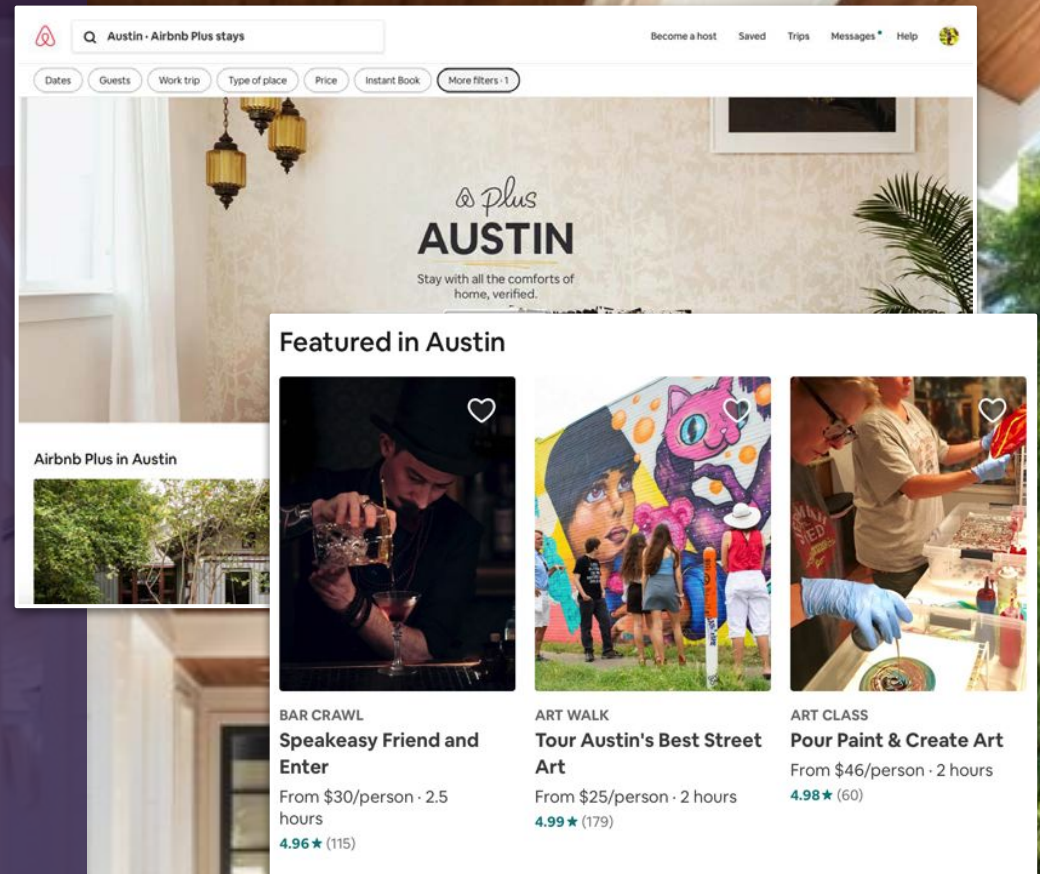 Austin · Airbnb Plus stays
Become a host
Saved
Trips
Messages
Help
Dates
Guests
Work trip
Type of place
Price
Instant Book
More filters · 1
plus
AUSTIN
Stay with all the comforts of
home, verified.
Airbnb Plus in Austin
Featured in Austin
BAR CRAWL
Speakeasy Friend and
Enter
From $30/person · 2.5
hours
4.96★ (115)
ART WALK
Tour Austin's Best Street
Art
From $25/person · 2 hours
4.99★ (179)
ART CLASS
Pour Paint & Create Art
From $46/person · 2 hours
4.98★ (60)